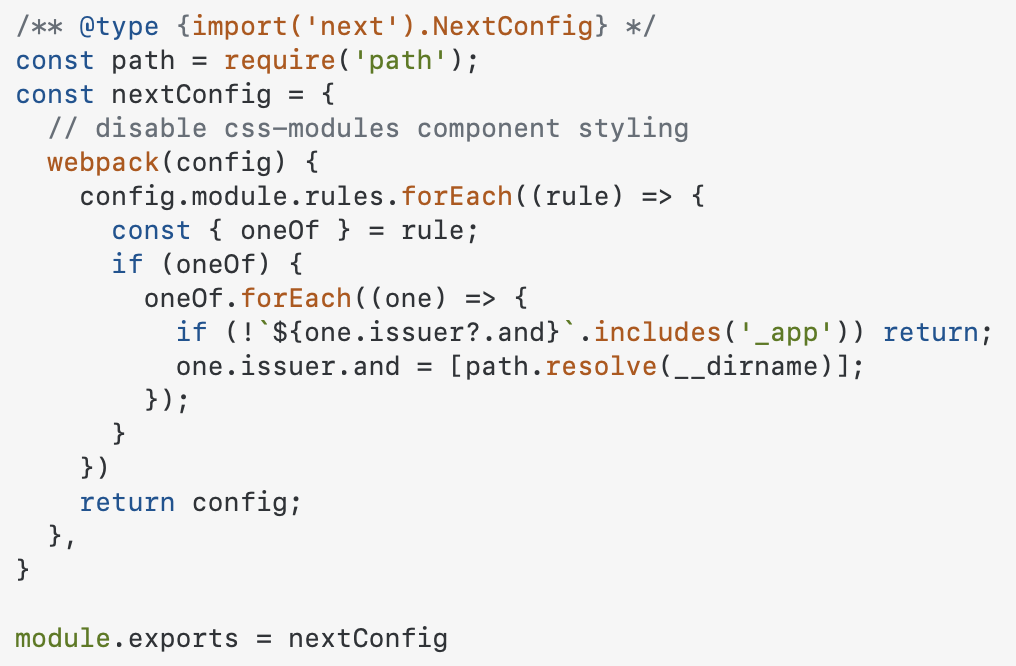 /** @type {import('next').NextConfig} */
const path = require('path');
const nextConfig = {
  // disable css-modules component styling
  webpack(config) {
    config.module.rules.forEach((rule) => {
      const { oneOf } = rule;
      if (oneOf) {
        oneOf.forEach((one) => {
          if (!`${one.issuer?.and}`.includes('_app')) return;
          one.issuer.and = [path.resolve(__dirname)];
        });
      }
    })
    return config;
  },
}

module.exports = nextConfig